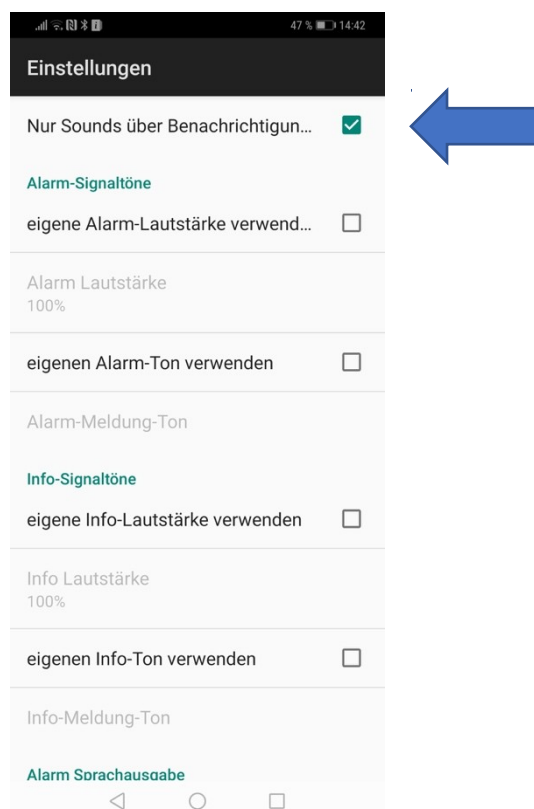 47 % 14:42
Einstellungen
Nur Sounds über Benachrichtigun...
Alarm-Signaltöne
eigene Alarm-Lautstärke verwend...
Alarm Lautstärke
100%
eigenen Alarm-Ton verwenden
Alarm-Meldung-Ton
Info-Signaltöne
eigene Info-Lautstärke verwenden
Info Lautstärke
100%
eigenen Info-Ton verwenden
Info-Meldung-Ton
Alarm Sprachausgabe